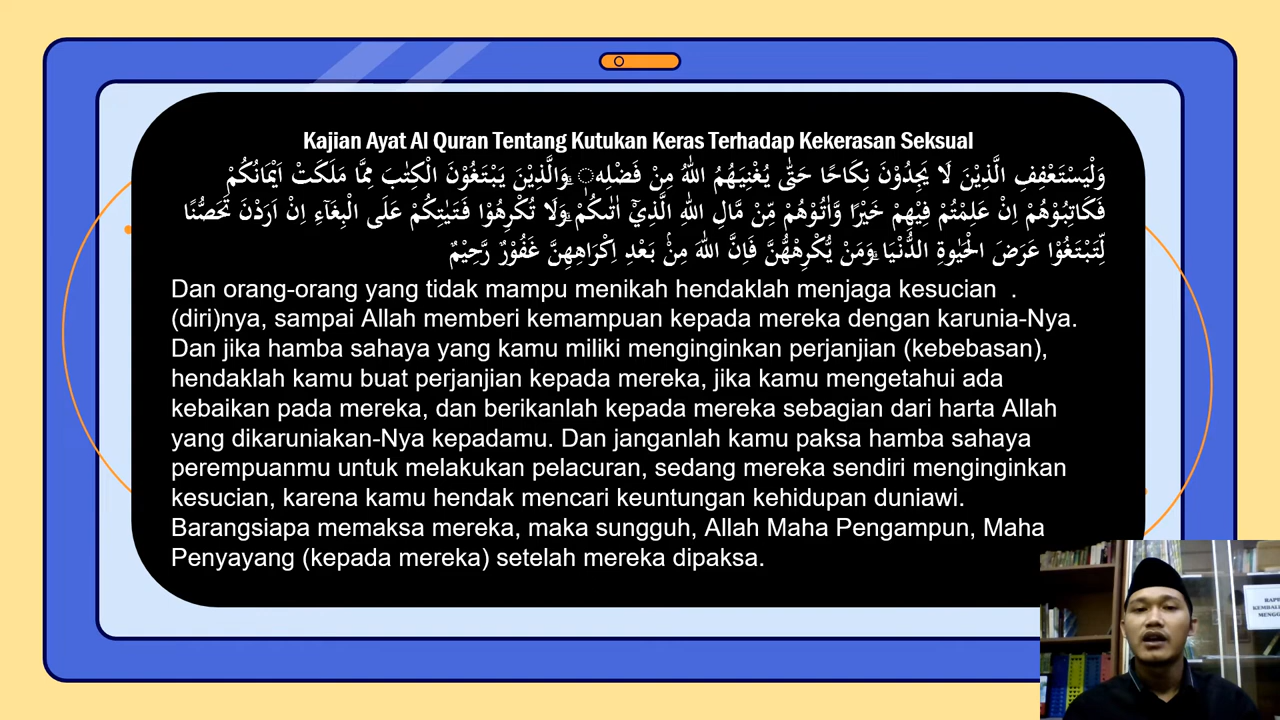 Kajian Ayat Al Quran Tentang Kutukan Keras Terhadap Kekerasan Seksual
وَلْيَسْتَعْفِفِ الَّذِيْنَ لَا يَجِدُوْنَ نِكَاحًا حَتّٰى يُغْنِيَهُمُ اللّٰهُ مِنْ فَضْلِهٖۗ وَالَّذِيْنَ يَبْتَغُوْنَ الْكِتٰبَ مِمَّا مَلَكَتْ اَيْمَانُكُمْ
فَكَاتِبُوْهُمْ اِنْ عَلِمْتُمْ فِيْهِمْ خَيْرًا وَّاٰتُوْهُمْ مِّنْ مَّالِ اللّٰهِ الَّذِيْٓ اٰتٰىكُمْۗ وَلَا تُكْرِهُوْا فَتَيٰتِكُمْ عَلَى الْبِغَاۤءِ اِنْ اَرَدْنَ تَحَصُّنًا
لِّتَبْتَغُوْا عَرَضَ الْحَيٰوةِ الدُّنْيَاۗ وَمَنْ يُّكْرِهْهُّنَّ فَاِنَّ اللّٰهَ مِنْۢ بَعْدِ اِكْرَاهِهِنَّ غَفُوْرٌ رَّحِيْمٌ
Dan orang-orang yang tidak mampu menikah hendaklah menjaga kesucian .
(diri)nya, sampai Allah memberi kemampuan kepada mereka dengan karunia-Nya.
Dan jika hamba sahaya yang kamu miliki menginginkan perjanjian (kebebasan),
hendaklah kamu buat perjanjian kepada mereka, jika kamu mengetahui ada
kebaikan pada mereka, dan berikanlah kepada mereka sebagian dari harta Allah
yang dikaruniakan-Nya kepadamu. Dan janganlah kamu paksa hamba sahaya
perempuanmu untuk melakukan pelacuran, sedang mereka sendiri menginginkan
kesucian, karena kamu hendak mencari keuntungan kehidupan duniawi.
Barangsiapa memaksa mereka, maka sungguh, Allah Maha Pengampun, Maha
Penyayang (kepada mereka) setelah mereka dipaksa.